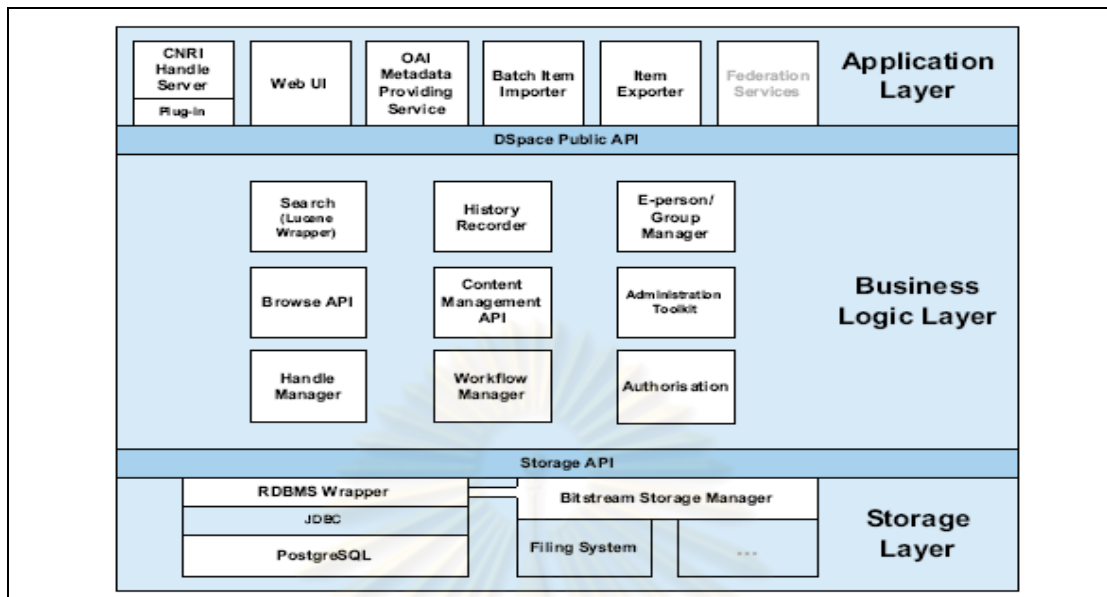 CNRI
Handle
Server
Plug-in
Web UI
OAI
Metadata
Providing
Service
Batch Item
Importer
Item
Exporter
Federation
Services
Application
Layer
DSpace Public API
Search
(Lucene
Wrapper)
History
Recorder
E-person/
Group
Manager
Browse API
Content
Management
API
Administration
Toolkit
Business
Logic Layer
Handle
Manager
Workflow
Manager
Authorisation
Storage API
RDBMS Wrapper
JDBC
PostgreSQL
Bitstream Storage Manager
Filing System
...
Storage
Layer